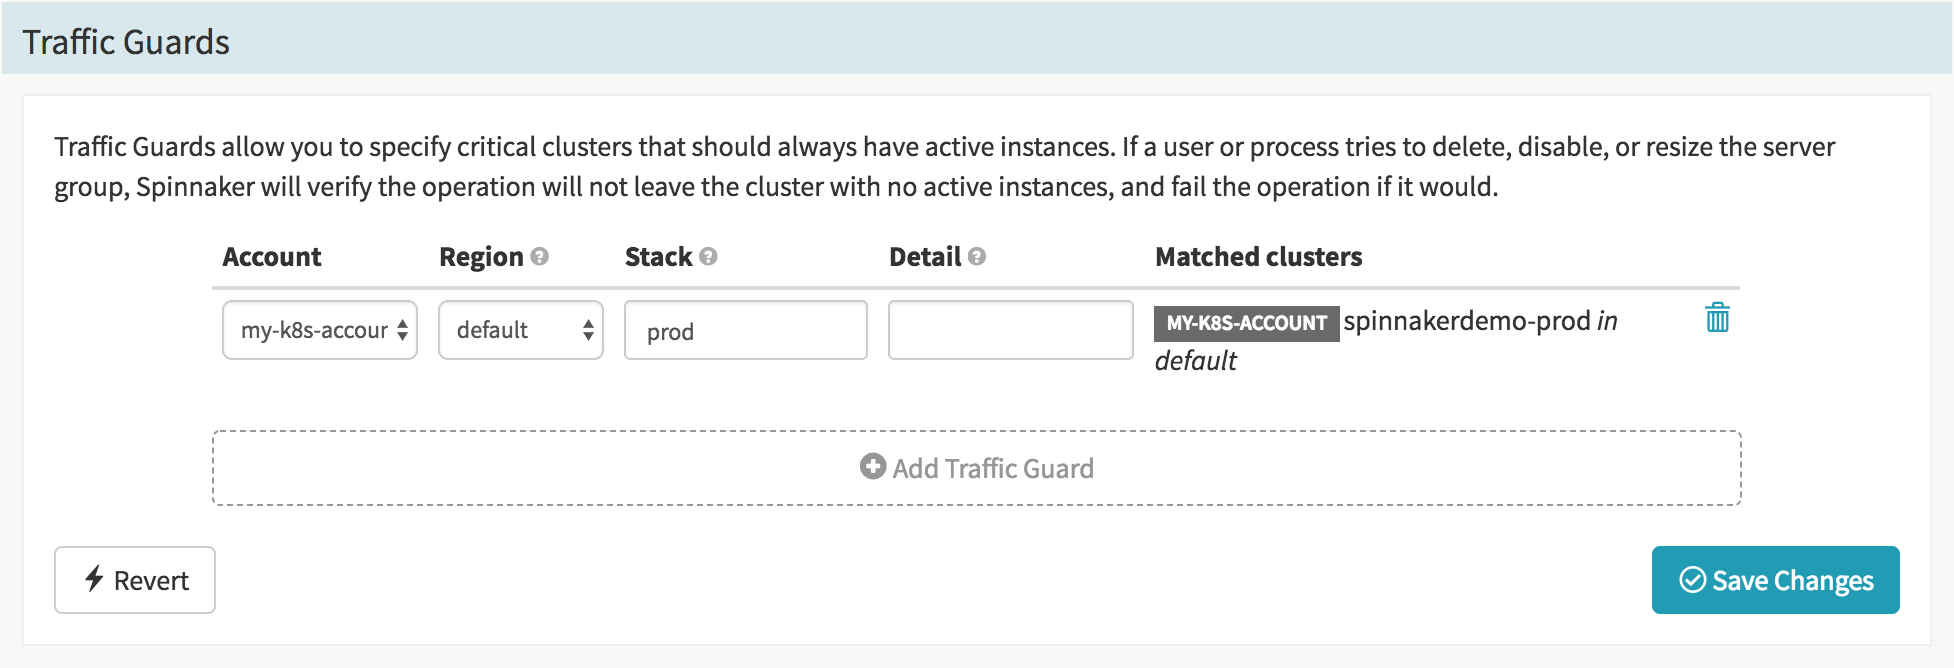 Traffic Guards
Traffic Guards allow you to specify critical clusters that should always have active instances. If a user or process tries to delete, disable, or resize the server
group, Spinnaker will verify the operation will not leave the cluster with no active instances, and fail the operation if it would.
Account Region ? Stack ? Detail ? Matched clusters
my-k8s-accour default prod MY-K8S-ACCOUNT spinnakerdemo-prod in
default
Add Traffic Guard
Revert Save Changes